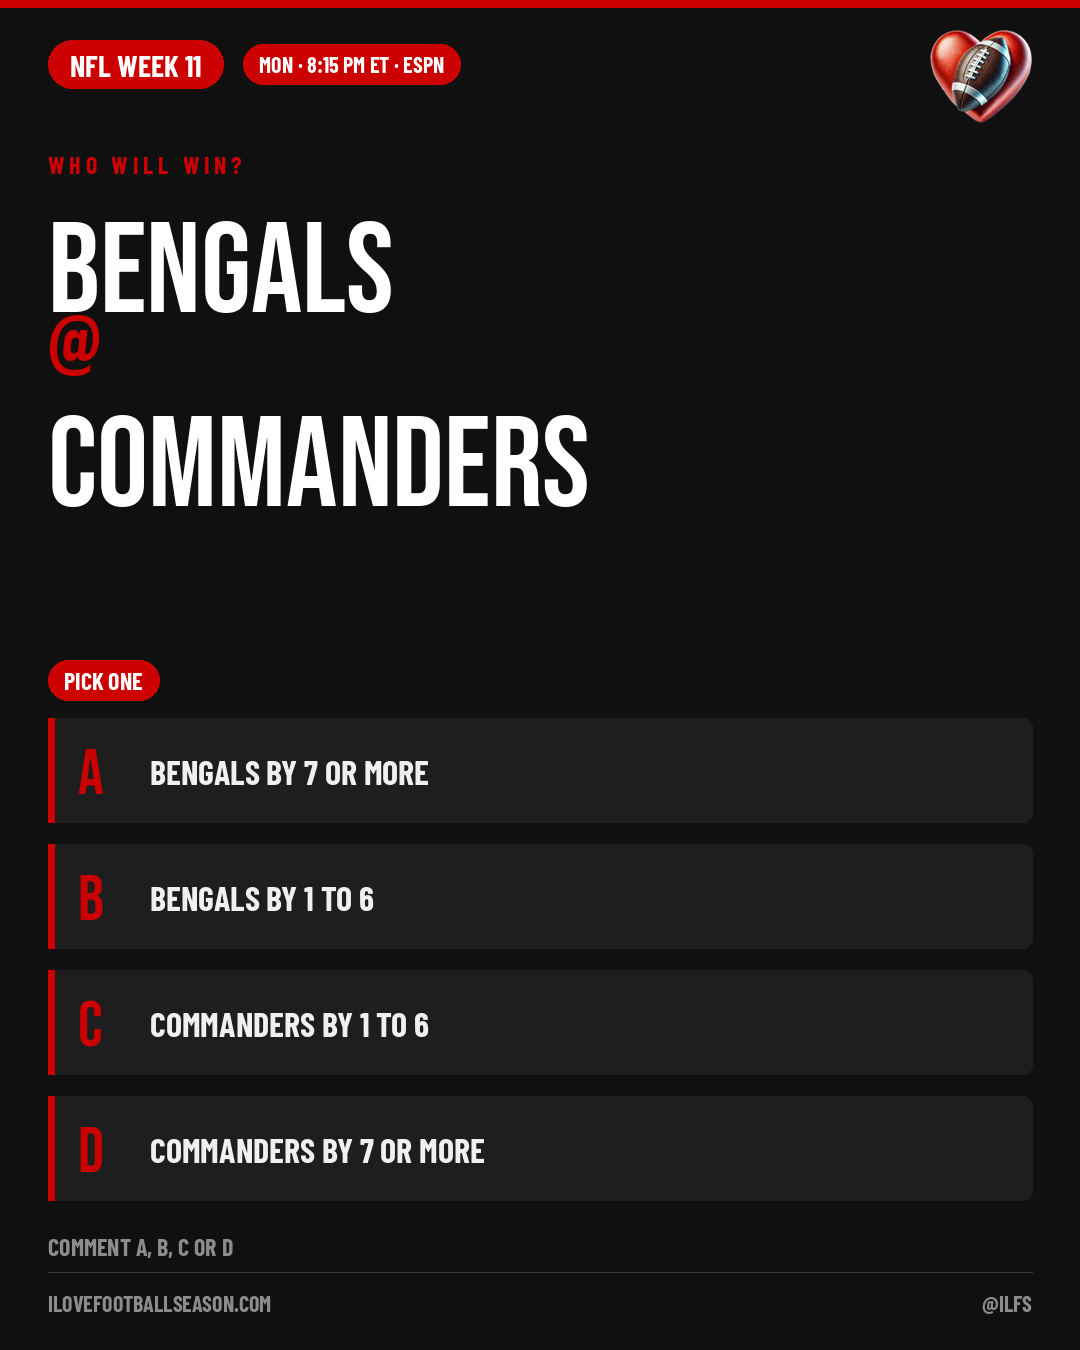 NFL WEEK 11
MON · 8:15 PM ET · ESPN
WHO WILL WIN?
BENGALS
@
COMMANDERS
PICK ONE
A BENGALS BY 7 OR MORE
B BENGALS BY 1 TO 6
C COMMANDERS BY 1 TO 6
D COMMANDERS BY 7 OR MORE
COMMENT A, B, C OR D
ILOVEFOOTBALLSEASON.COM
@ILFS